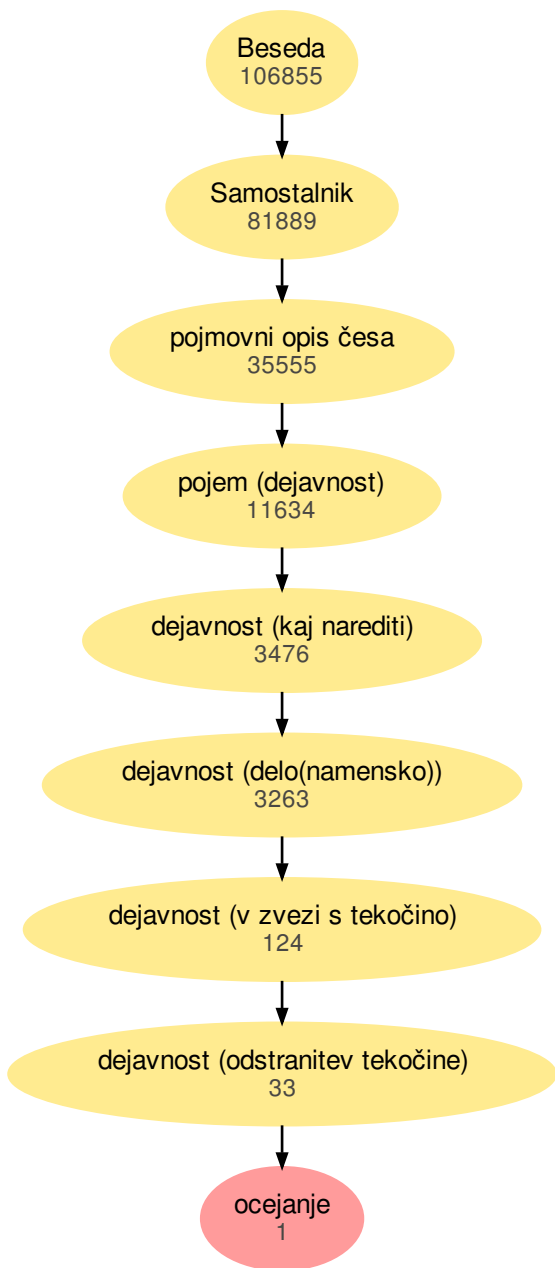 Beseda
106855
Samostalnik
81889
pojmovni opis česa
35555
pojem (dejavnost)
11634
dejavnost (kaj narediti)
3476
dejavnost (delo(namensko))
3263
dejavnost (v zvezi s tekočino)
124
dejavnost (odstranitev tekočine)
33
ocejanje
1